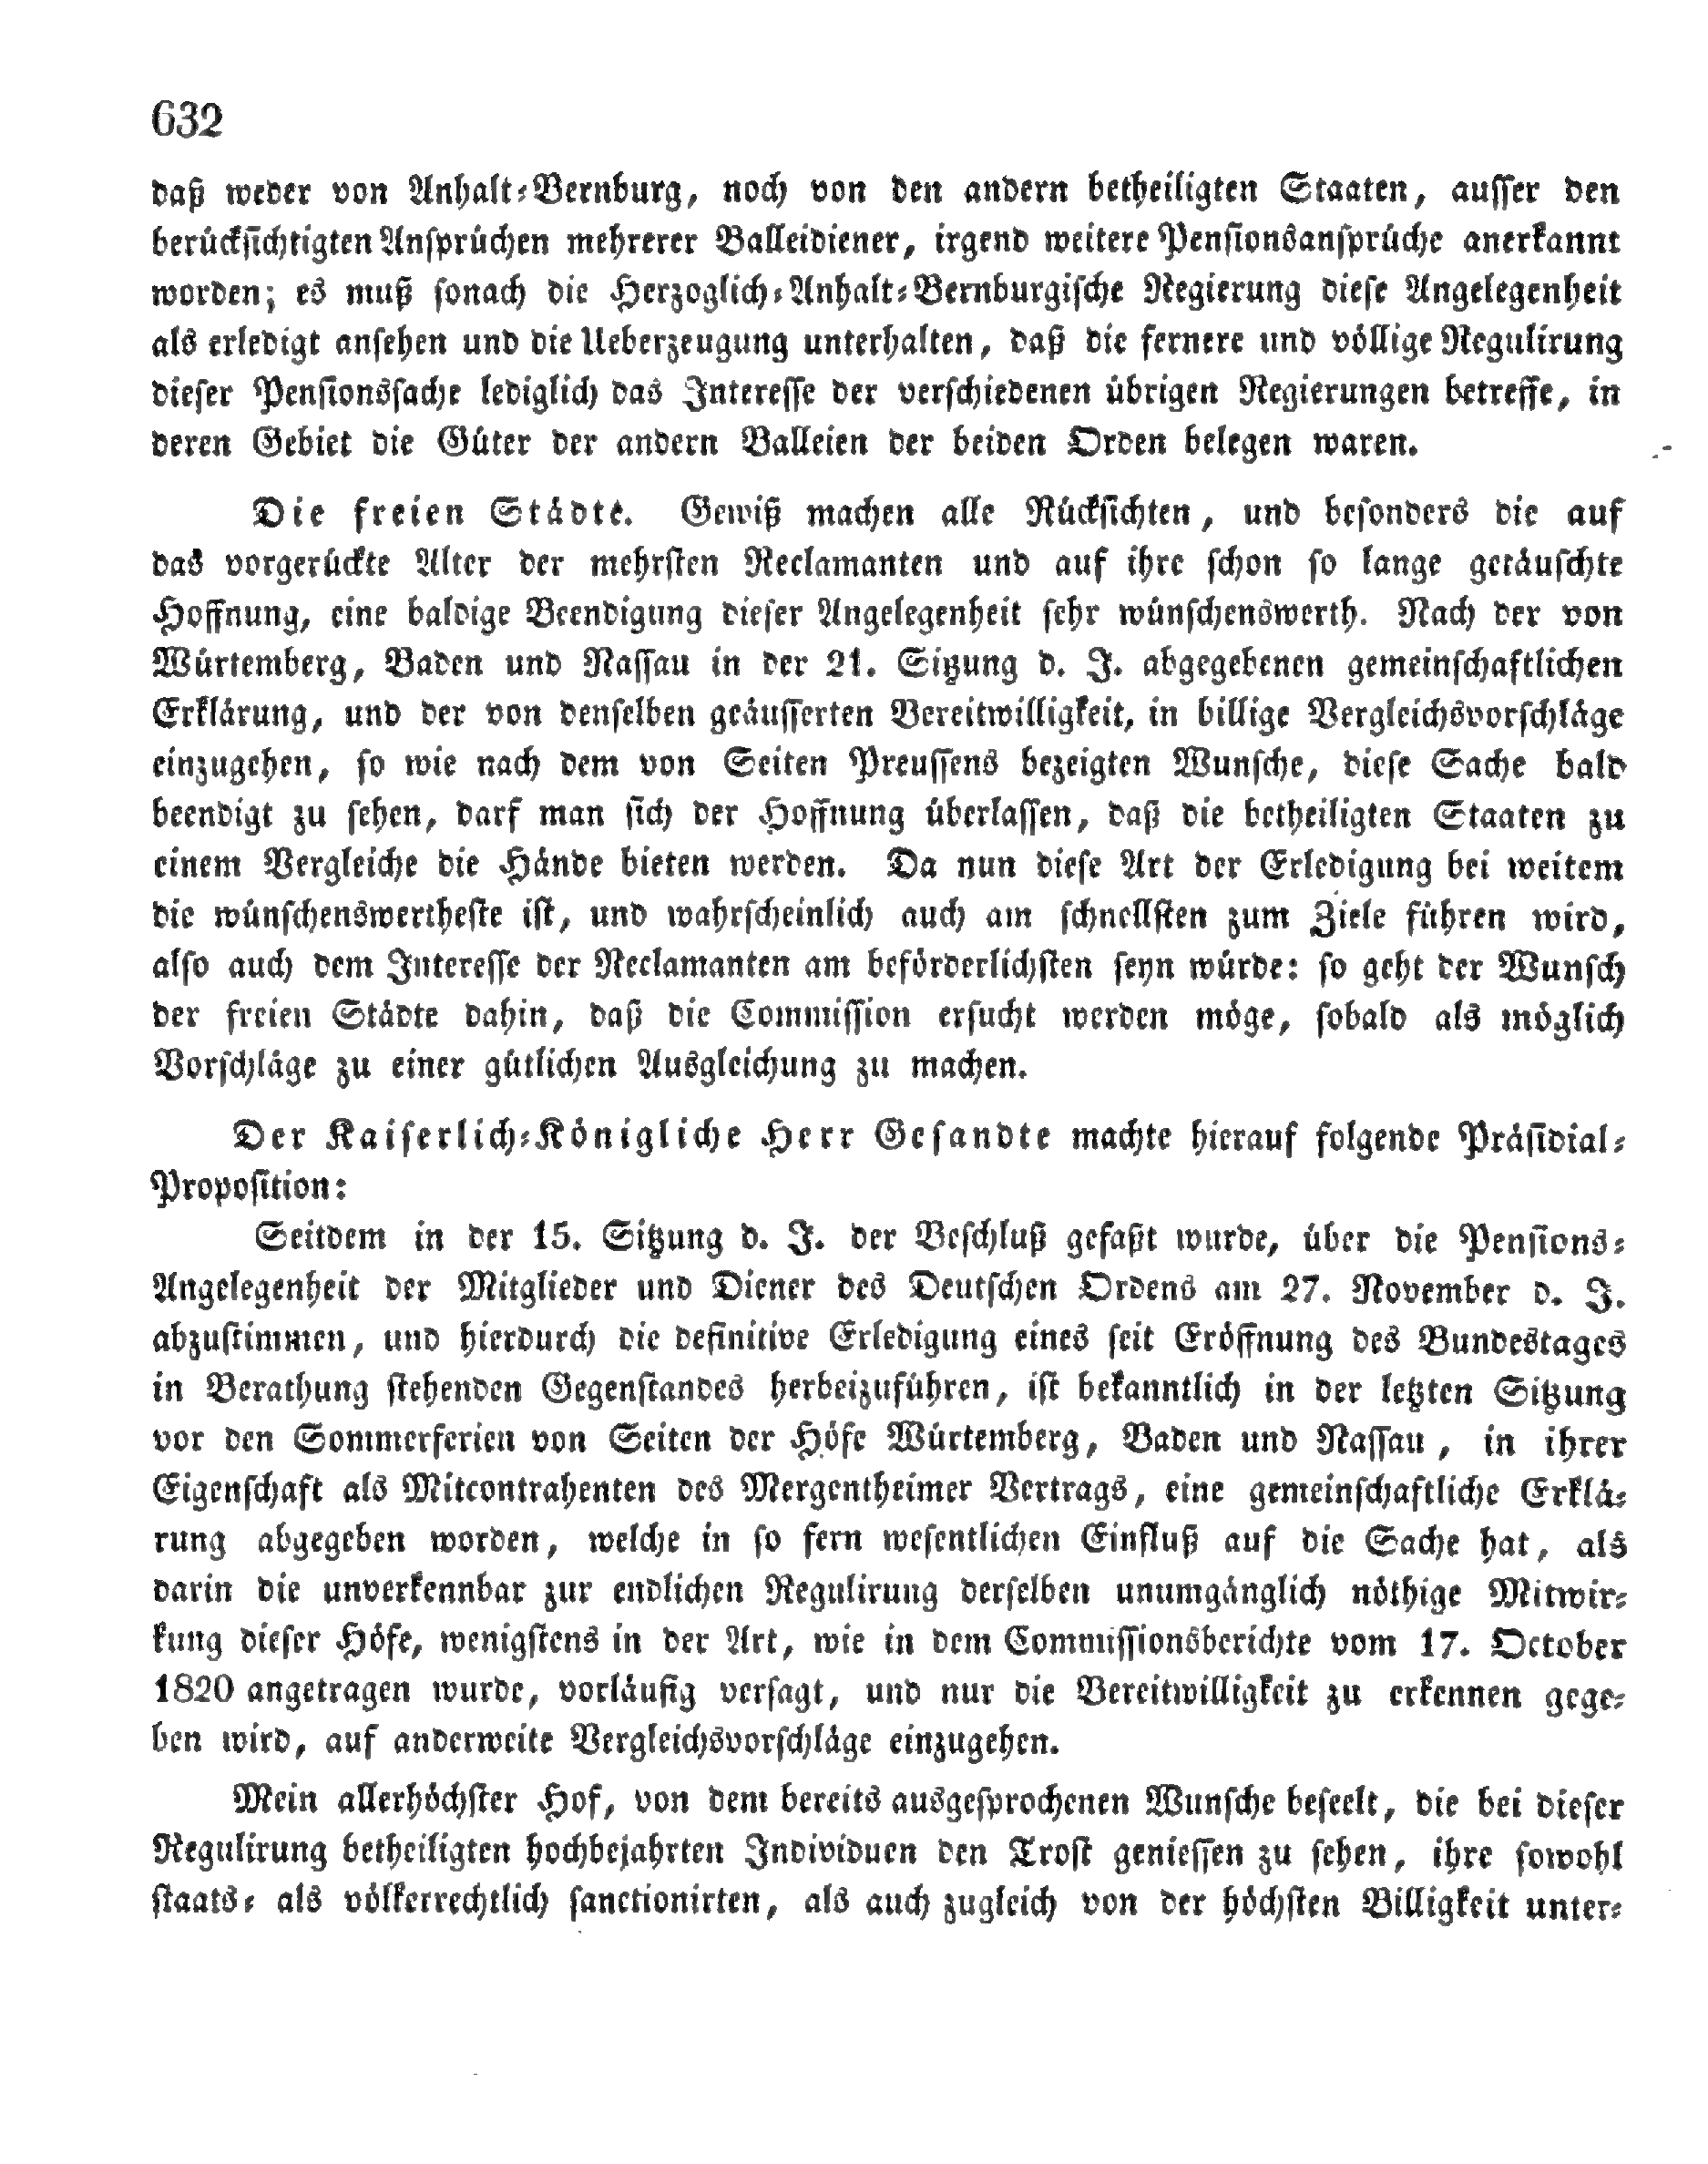 632
daß weder von Anhalt-Bernburg, noch von den andern betheiligten Staaten, ausser den
berücksichtigten Ansprüchen mehrerer Balleidiener, irgend weitere Pensionsansprüche anerkannt
worden; es muß sonach die Herzoglich-Anhalt-Bernburgische Regierung diese Angelegenheit
als erledigt ansehen und die Ueberzeugung unterhalten, daß die fernere und völlige Regulirung
dieser Pensionssache lediglich das Interesse der verschiedenen übrigen Regierungen betreffe, in
deren Gebiet die Güter der andern Balleien der beiden Orden belegen waren.
Die freien Städte. Gewiß machen alle Rücksichten, und besonders die auf
das vorgerückte Alter der mehrsten Reclamanten und auf ihre schon so lange getäuschte
Hoffnung, eine baldige Beendigung dieser Angelegenheit sehr wünschenswerth. Nach der von
Würtemberg, Baden und Nassau in der 21. Sitzung d. J. abgegebenen gemeinschaftlichen
Erklärung, und der von denselben geäusserten Bereitwilligkeit, in billige Vergleichsvorschläge
einzugehen, so wie nach dem von Seiten Preussens bezeigten Wunsche, diese Sache bald
beendigt zu sehen, darf man sich der Hoffnung überlassen, daß die betheiligten Staaten zu
einem Vergleiche die Hände bieten werden. Da nun diese Art der Erledigung bei weitem
die wünschenswertheste ist, und wahrscheinlich auch am schnellsten zum Ziele führen wird,
also auch dem Interesse der Reclamanten am beförderlichsten seyn würde: so geht der Wunsch
der freien Städte dahin, daß die Commission ersucht werden möge, sobald als möglich
Vorschläge zu einer gütlichen Ausgleichung zu machen.
Der Kaiserlich-Königliche Herr Gesandte machte hierauf folgende Präsidial-
Proposition:
Seitdem in der 15. Sitzung d. J. der Beschluß gefaßt wurde, über die Pensions-
Angelegenheit der Mitglieder und Diener des Deutschen Ordens am 27. November d. J.
abzustimmen, und hierdurch die definitive Erledigung eines seit Eröffnung des Bundestages
in Berathung stehenden Gegenstandes herbeizuführen, ist bekanntlich in der letzten Sitzung
vor den Sommerferien von Seiten der Höfe Würtemberg, Baden und Nassau, in ihrer
Eigenschaft als Mitcontrahenten des Mergentheimer Vertrags, eine gemeinschaftliche Erklä-
rung abgegeben worden, welche in so fern wesentlichen Einfluß auf die Sache hat, als
darin die unverkennbar zur endlichen Regulirung derselben unumgänglich nöthige Mitwir-
kung dieser Höfe, wenigstens in der Art, wie in dem Commissionsberichte vom 17. October
1820 angetragen wurde, vorläufig versagt, und nur die Bereitwilligkeit zu erkennen gege-
ben wird, auf anderweite Vergleichsvorschläge einzugehen.
Mein allerhöchster Hof, von dem bereits ausgesprochenen Wunsche beseelt, die bei dieser
Regulirung betheiligten hochbejahrten Individuen den Trost geniessen zu sehen, ihre sowohl
staats- als völkerrechtlich sanctionirten, als auch zugleich von der höchsten Billigkeit unter-